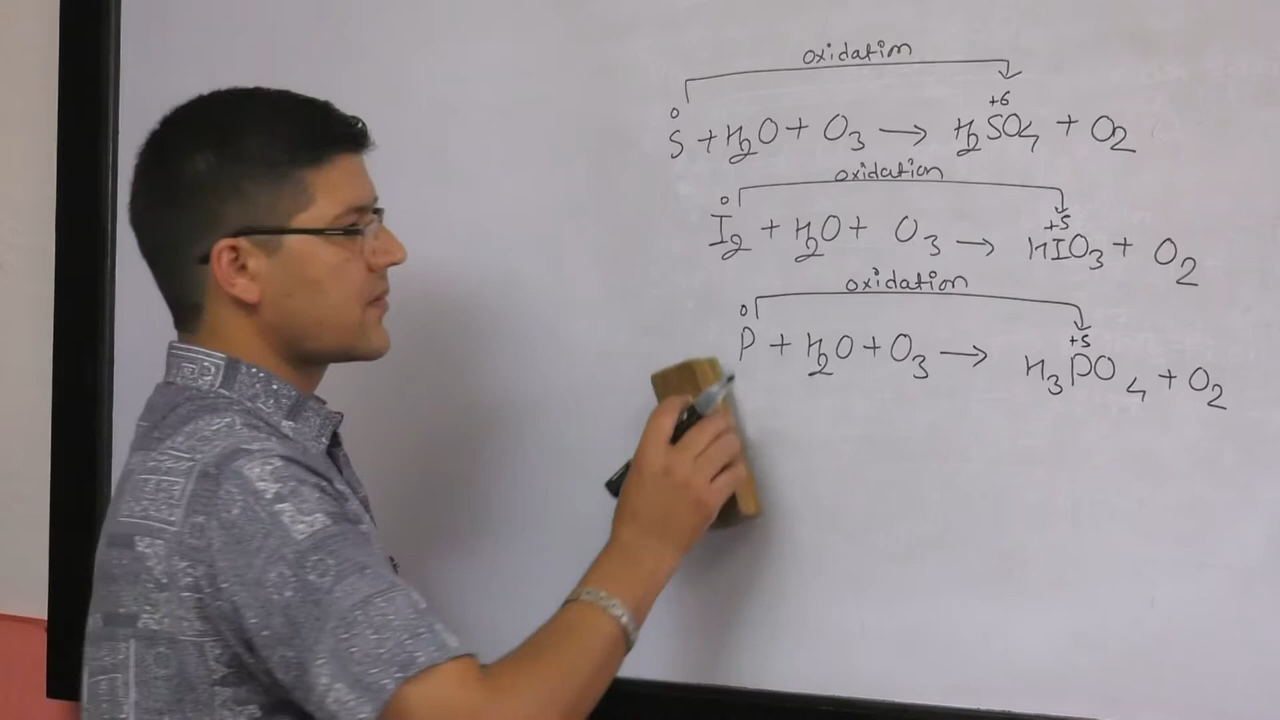 oxidation
0 +6
S + H2O + O3 → H2SO4 + O2
oxidation
0 +5
I2 + H2O + O3 → HIO3 + O2
oxidation
0 +5
P + H2O + O3 → H3PO4 + O2